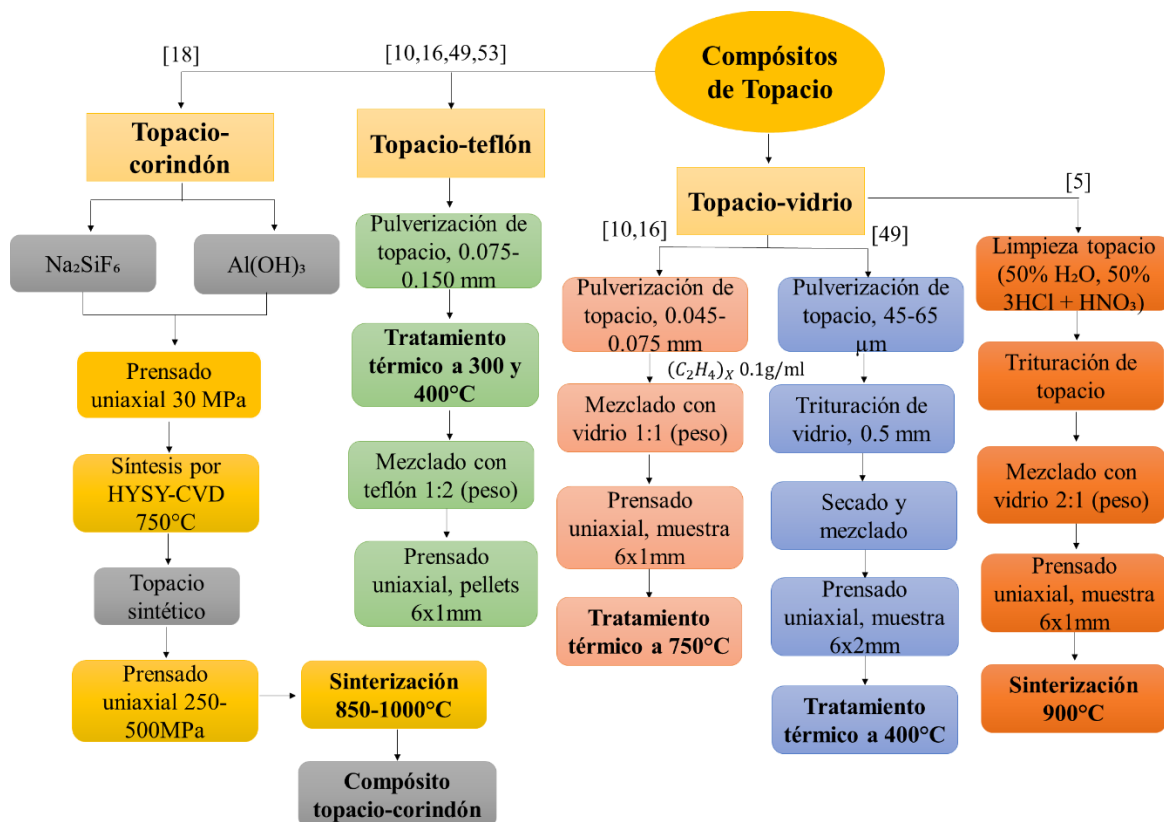 Compósitos
de Topacio
[18]
[10,16,49,53]
Topacio-
corindón
Na₂SiF₆
Al(OH)₃
Prensado
uniaxial 30 MPa
Síntesis por
HYSY-CVD
750°C
Topacio
sintético
Prensado
uniaxial 250-
500MPa
Sinterización
850-1000°C
Compósito
topacio-corindón
Topacio-teflón
Pulverización de
topacio, 0.075-
0.150 mm
Tratamiento
térmico a 300 y
400°C
Mezclado con
teflón 1:2 (peso)
Prensado
uniaxial, pellets
6x1mm
Topacio-vidrio
[10,16]
[49]
[5]
Pulverización de
topacio, 0.045-
0.075 mm
(C₂H₄)ₓ 0.1g/ml
Mezclado con
vidrio 1:1 (peso)
Prensado
uniaxial, muestra
6x1mm
Tratamiento
térmico a 750°C
Pulverización de
topacio, 45-65
µm
Trituración de
vidrio, 0.5 mm
Secado y
mezclado
Prensado
uniaxial, muestra
6x2mm
Tratamiento
térmico a 400°C
Limpieza topacio
(50% H₂O, 50%
3HCl + HNO₃)
Trituración de
topacio
Mezclado con
vidrio 2:1 (peso)
Prensado
uniaxial, muestra
6x1mm
Sinterización
900°C